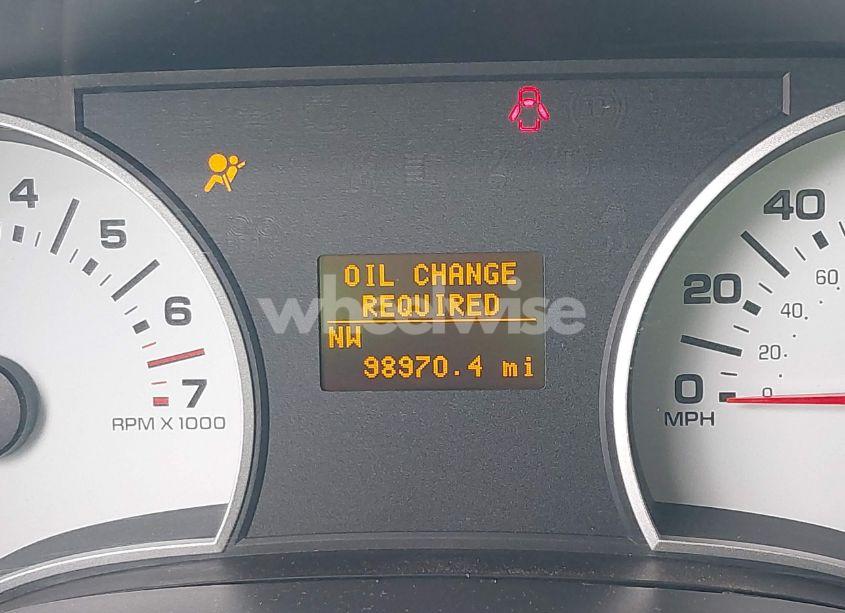 4
5
6
7
RPM X 1000
OIL CHANGE
REQUIRED
wheelwise
NW
98970.4 mi
40
60
20
40
20
0
0
MPH